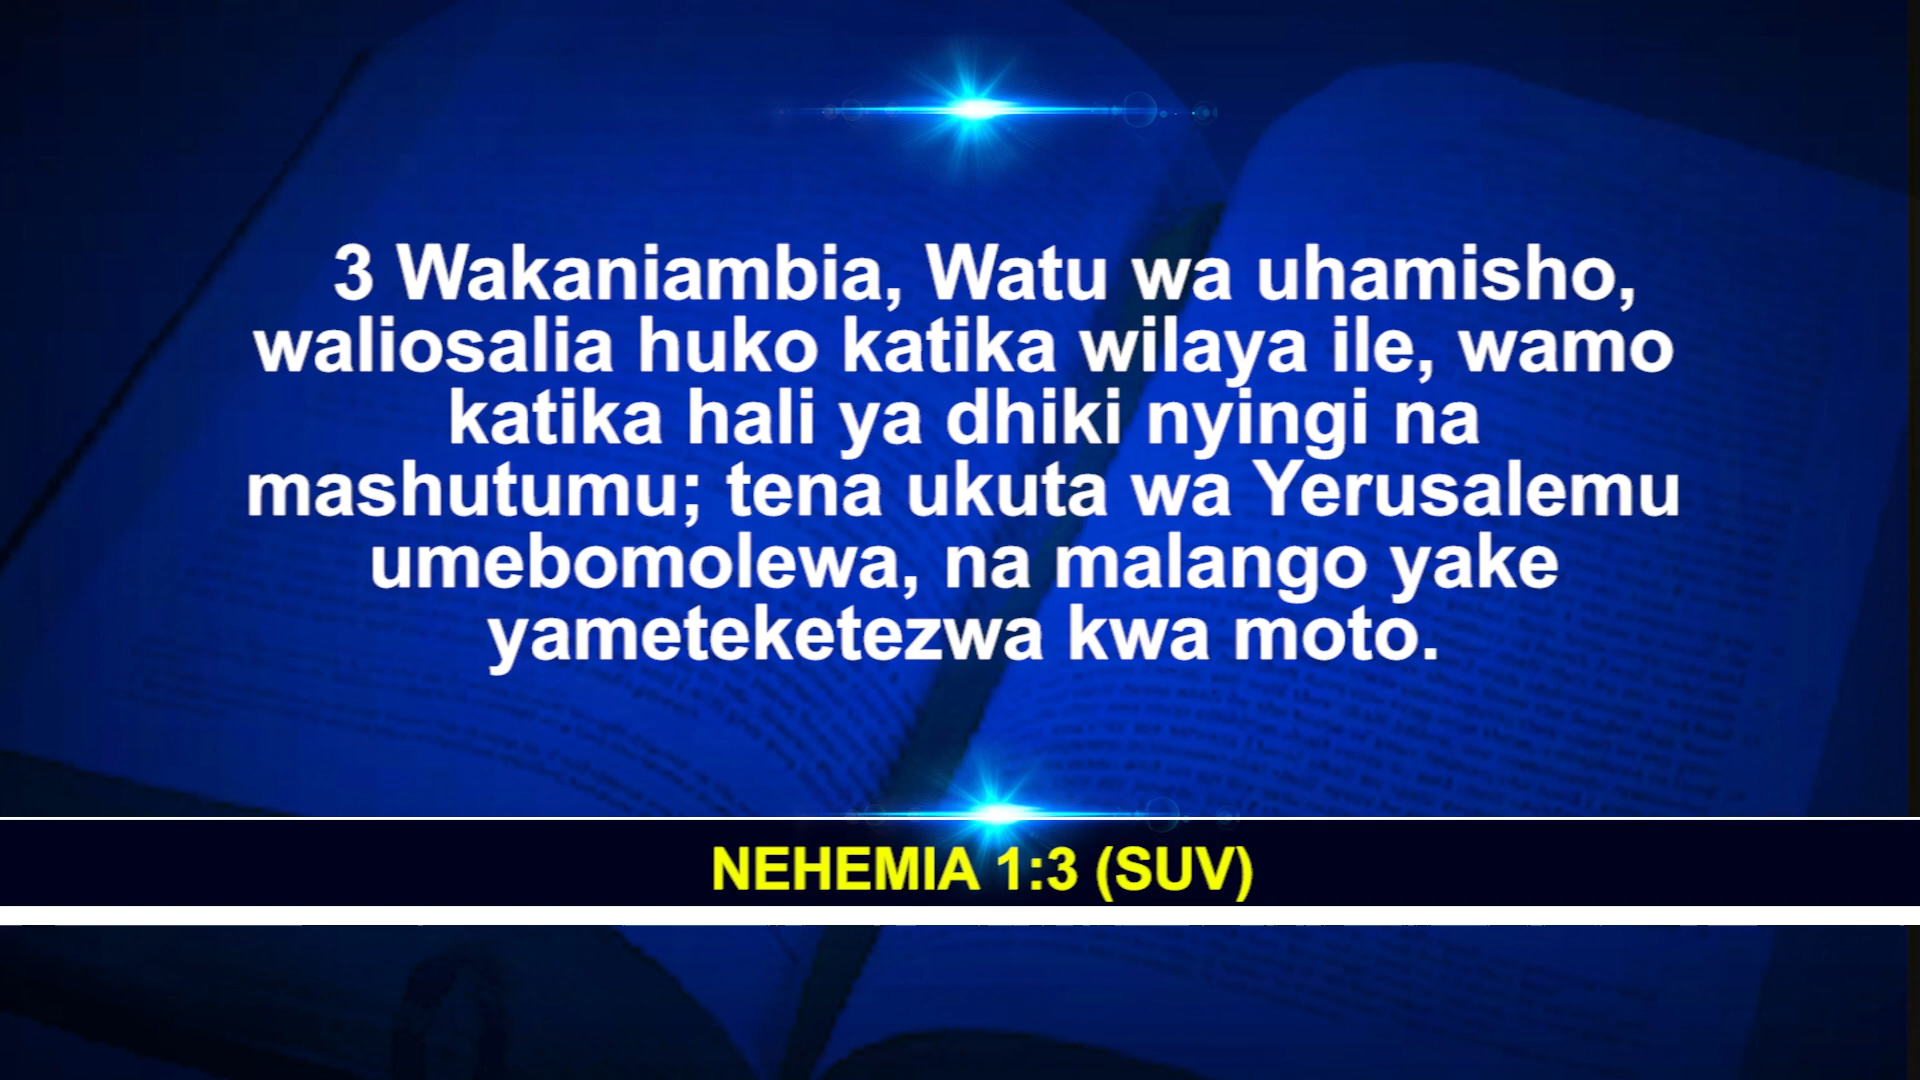 3 Wakaniambia, Watu wa uhamisho,
waliosalia huko katika wilaya ile, wamo
katika hali ya dhiki nyingi na
mashutumu; tena ukuta wa Yerusalemu
umebomolewa, na malango yake
yameteketezwa kwa moto.
NEHEMIA 1:3 (SUV)